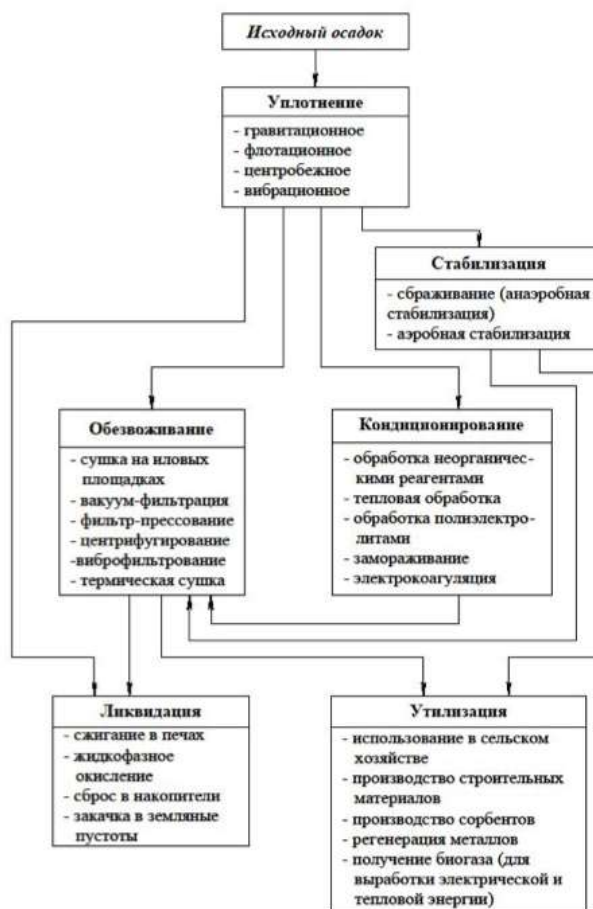 Исходный осадок
Уплотнение
- гравитационное
- флотационное
- центробежное
- вибрационное
Стабилизация
- сбраживание (анаэробная
стабилизация)
- аэробная стабилизация
Обезвоживание
- сушка на иловых
площадках
- вакуум-фильтрация
- фильтр-прессование
- центрифугирование
-виброфильтрование
- термическая сушка
Кондиционирование
- обработка неорганичес-
кими реагентами
- тепловая обработка
- обработка полиэлектро-
литами
- замораживание
- электрокоагуляция
Ликвидация
- сжигание в печах
- жидкофазное
окисление
- сброс в накопители
- закачка в земляные
пустоты
Утилизация
- использование в сельском
хозяйстве
- производство строительных
материалов
- производство сорбентов
- регенерация металлов
- получение биогаза (для
выработки электрической и
тепловой энергии)